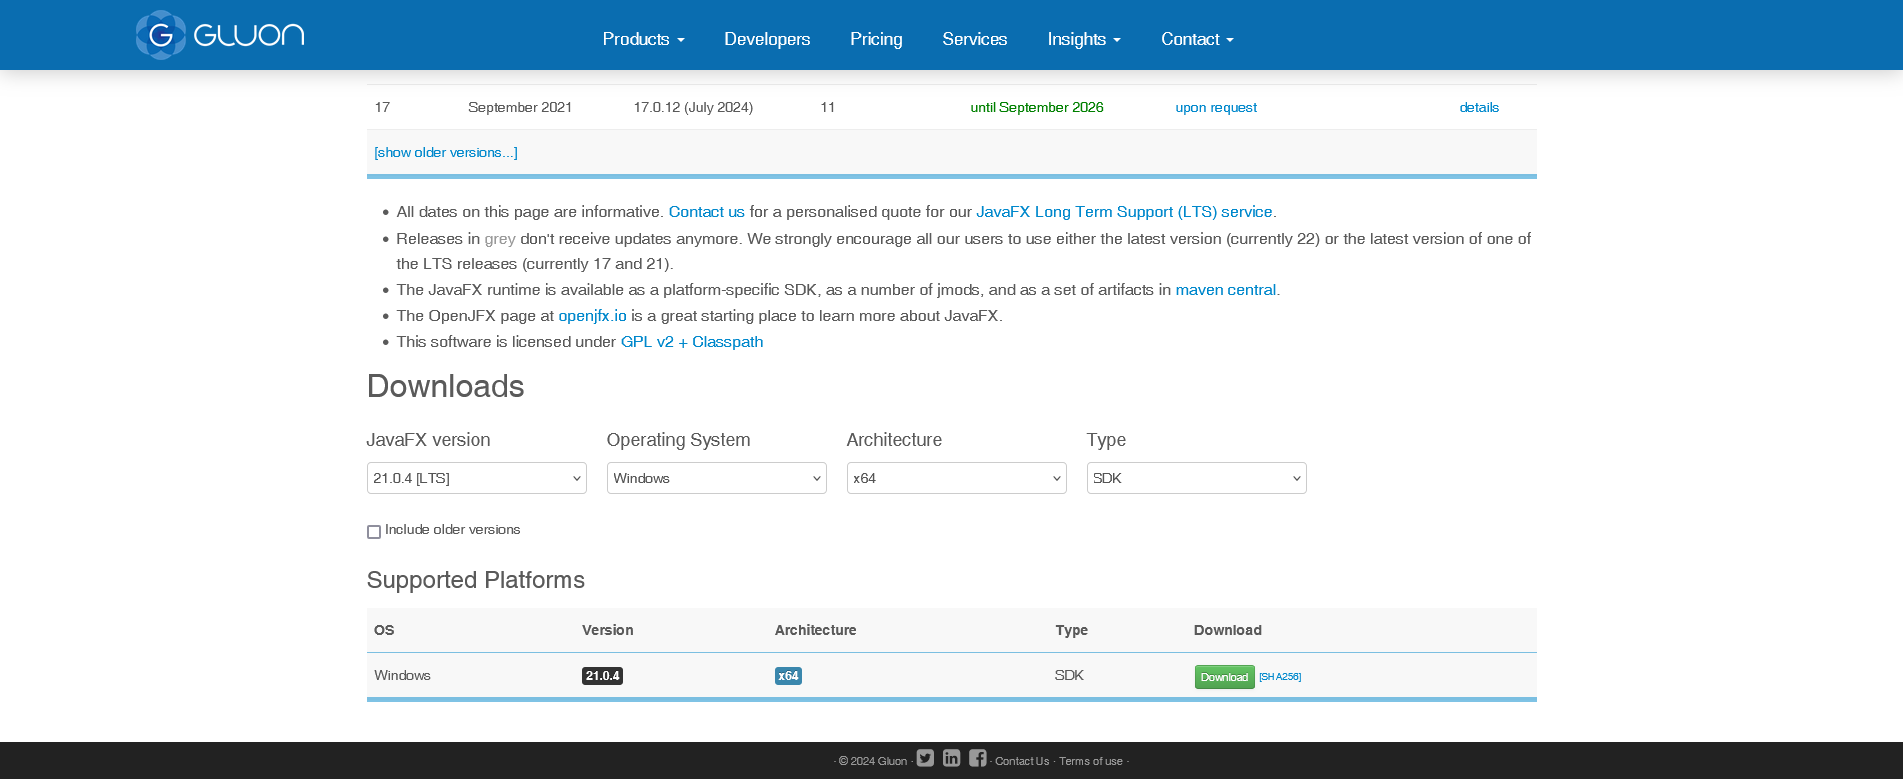 G GLUON Products Developers Pricing Services Insights Contact
17 September 2021 17.0.12 (July 2024) 11 until September 2026 upon request details
[show older versions...]
• All dates on this page are informative. Contact us for a personalised quote for our JavaFX Long Term Support (LTS) service.
• Releases in grey don't receive updates anymore. We strongly encourage all our users to use either the latest version (currently 22) or the latest version of one of
the LTS releases (currently 17 and 21).
• The JavaFX runtime is available as a platform-specific SDK, as a number of jmods, and as a set of artifacts in maven central.
• The OpenJFX page at openjfx.io is a great starting place to learn more about JavaFX.
• This software is licensed under GPL v2 + Classpath
Downloads
JavaFX version Operating System Architecture Type
21.0.4 [LTS] Windows x64 SDK
Include older versions
Supported Platforms
OS Version Architecture Type Download
Windows 21.0.4 x64 SDK Download [SHA256]
· © 2024 Gluon · · Contact Us · Terms of use ·